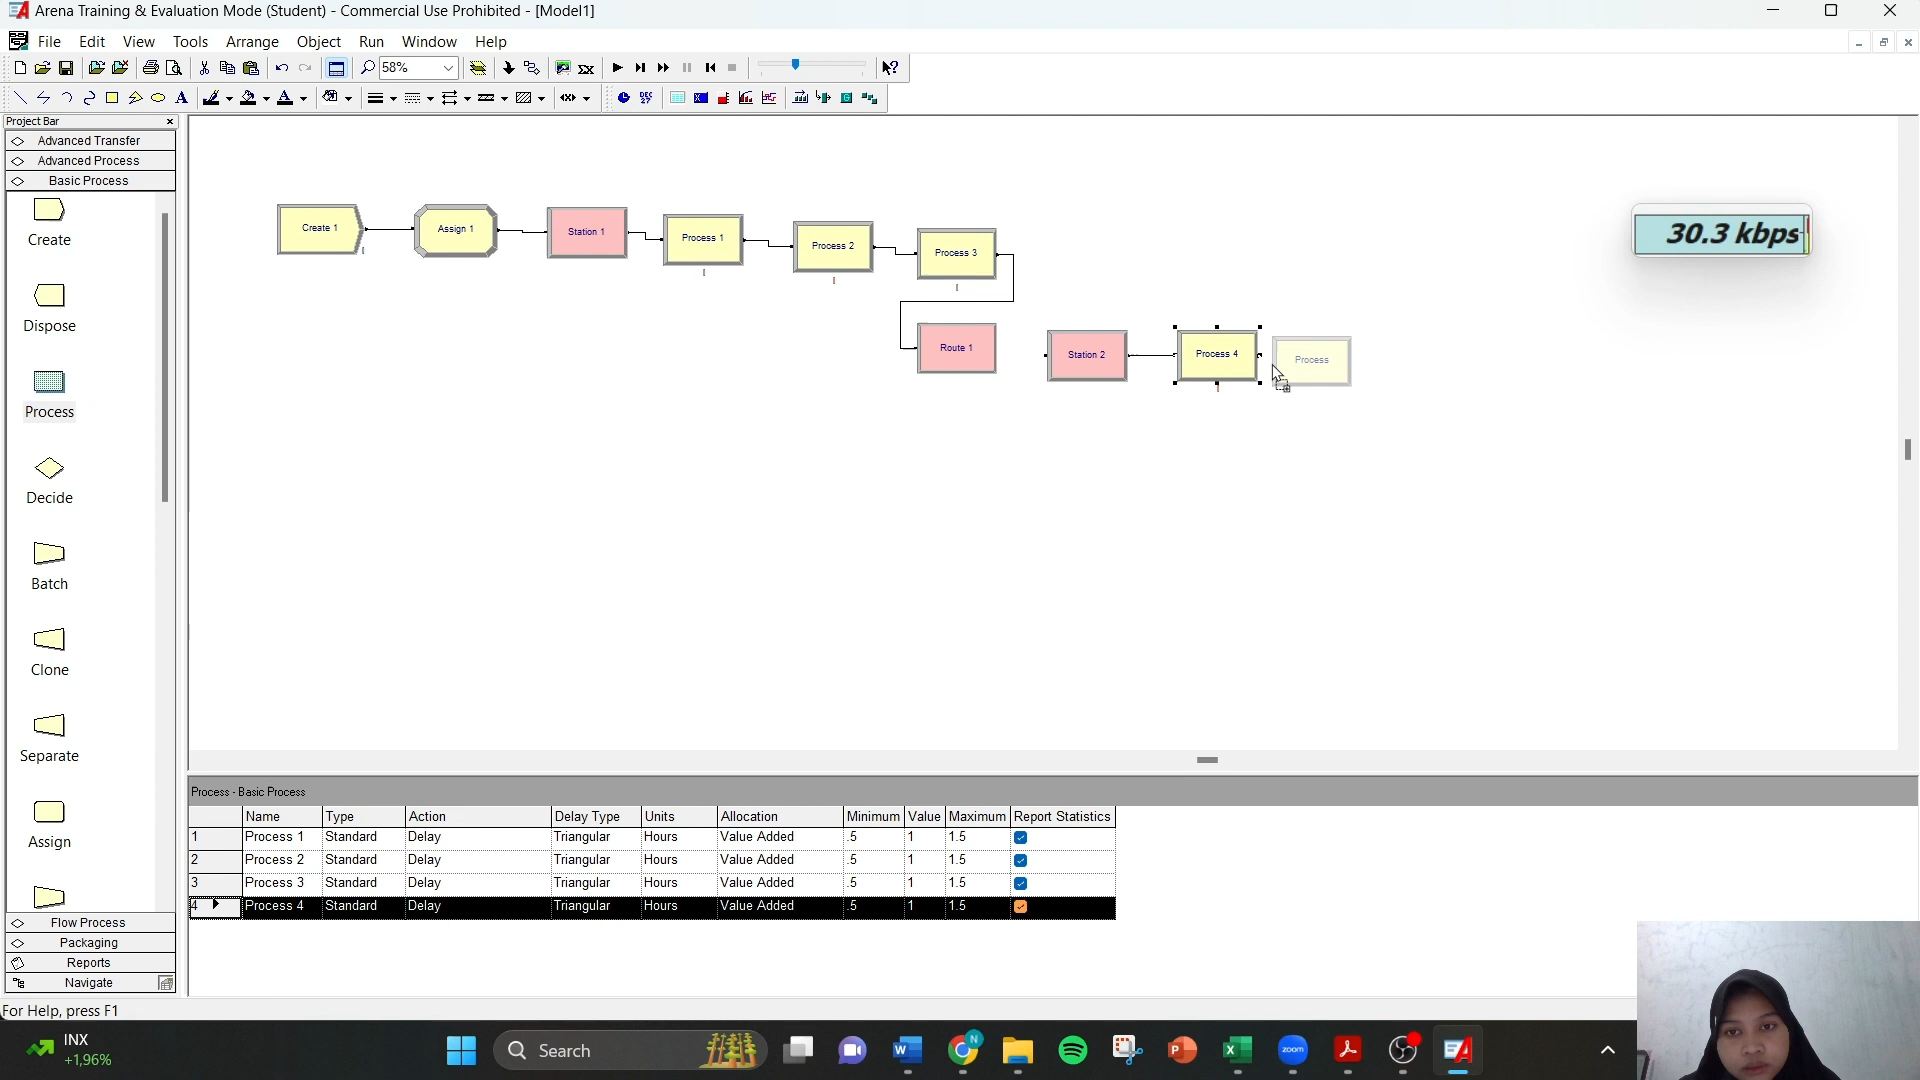 Arena Training & Evaluation Mode (Student) - Commercial Use Prohibited - [Model1]
File Edit View Tools Arrange Object Run Window Help
58%
Project Bar
Advanced Transfer
Advanced Process
Basic Process
Create
Dispose
Process
Decide
Batch
Clone
Separate
Assign
Flow Process
Packaging
Reports
Navigate
Create 1
Assign 1
Station 1
Process 1
Process 2
Process 3
Route 1
Station 2
Process 4
Process
30.3 kbps
Process - Basic Process
Name Type Action Delay Type Units Allocation Minimum Value Maximum Report Statistics
1 Process 1 Standard Delay Triangular Hours Value Added .5 1 1.5
2 Process 2 Standard Delay Triangular Hours Value Added .5 1 1.5
3 Process 3 Standard Delay Triangular Hours Value Added .5 1 1.5
4 Process 4 Standard Delay Triangular Hours Value Added .5 1 1.5
For Help, press F1
INX
+1,96%
Search
zoom